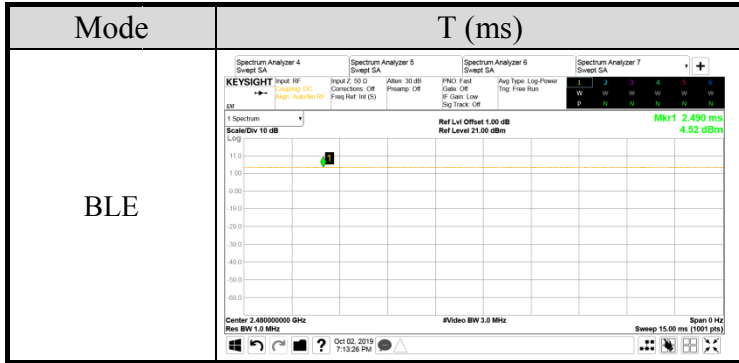 Mode T (ms)
BLE
Spectrum Analyzer 4
Swept SA
Spectrum Analyzer 5
Swept SA
Spectrum Analyzer 6
Swept SA
Spectrum Analyzer 7
Swept SA
KEYSIGHT Input: RF Input Z: 50 Ω Atten: 30 dB PNO: Fast Avg Type: Log-Power 1 2 3 4 5 6
Coupling: DC Corrections: Off Preamp: Off Gate: Off Trig: Free Run W W W W W W
Align: Auto/No RF Freq Ref: Int (S) IF Gain: Low P N N N N N
Sig Track: Off
1 Spectrum
Ref Lvl Offset 1.00 dB Mkr1 2.490 ms
Scale/Div 10 dB Ref Level 21.00 dBm 4.52 dBm
Log
11.0
1
1.00
-9.00
-19.0
-29.0
-39.0
-49.0
-59.0
-69.0
Center 2.480000000 GHz #Video BW 3.0 MHz Span 0 Hz
Res BW 1.0 MHz Sweep 15.00 ms (1001 pts)
? Oct 02, 2019
7:13:26 PM